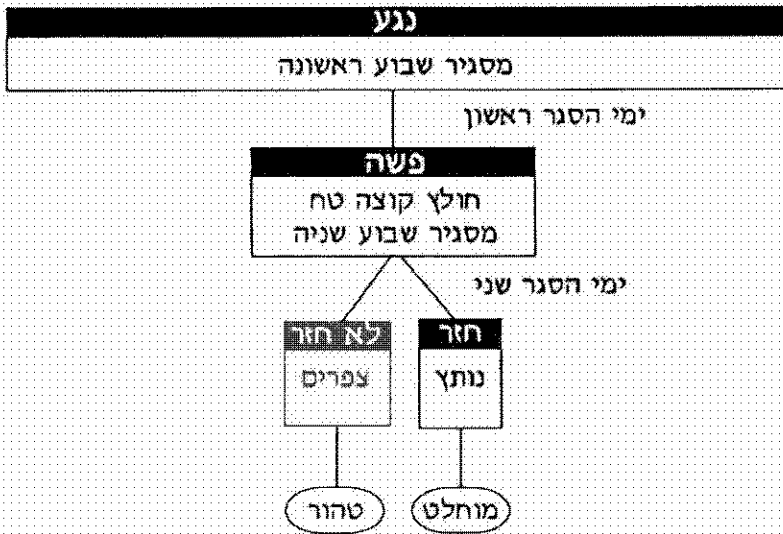 נגע
מסגיר שבוע ראשונה
ימי הסגר ראשון
פשה
חולץ קוצה טח
מסגיר שבוע שניה
ימי הסגר שני
חזר
לא חזר
נותץ
צפרים
מוחלט
טהור